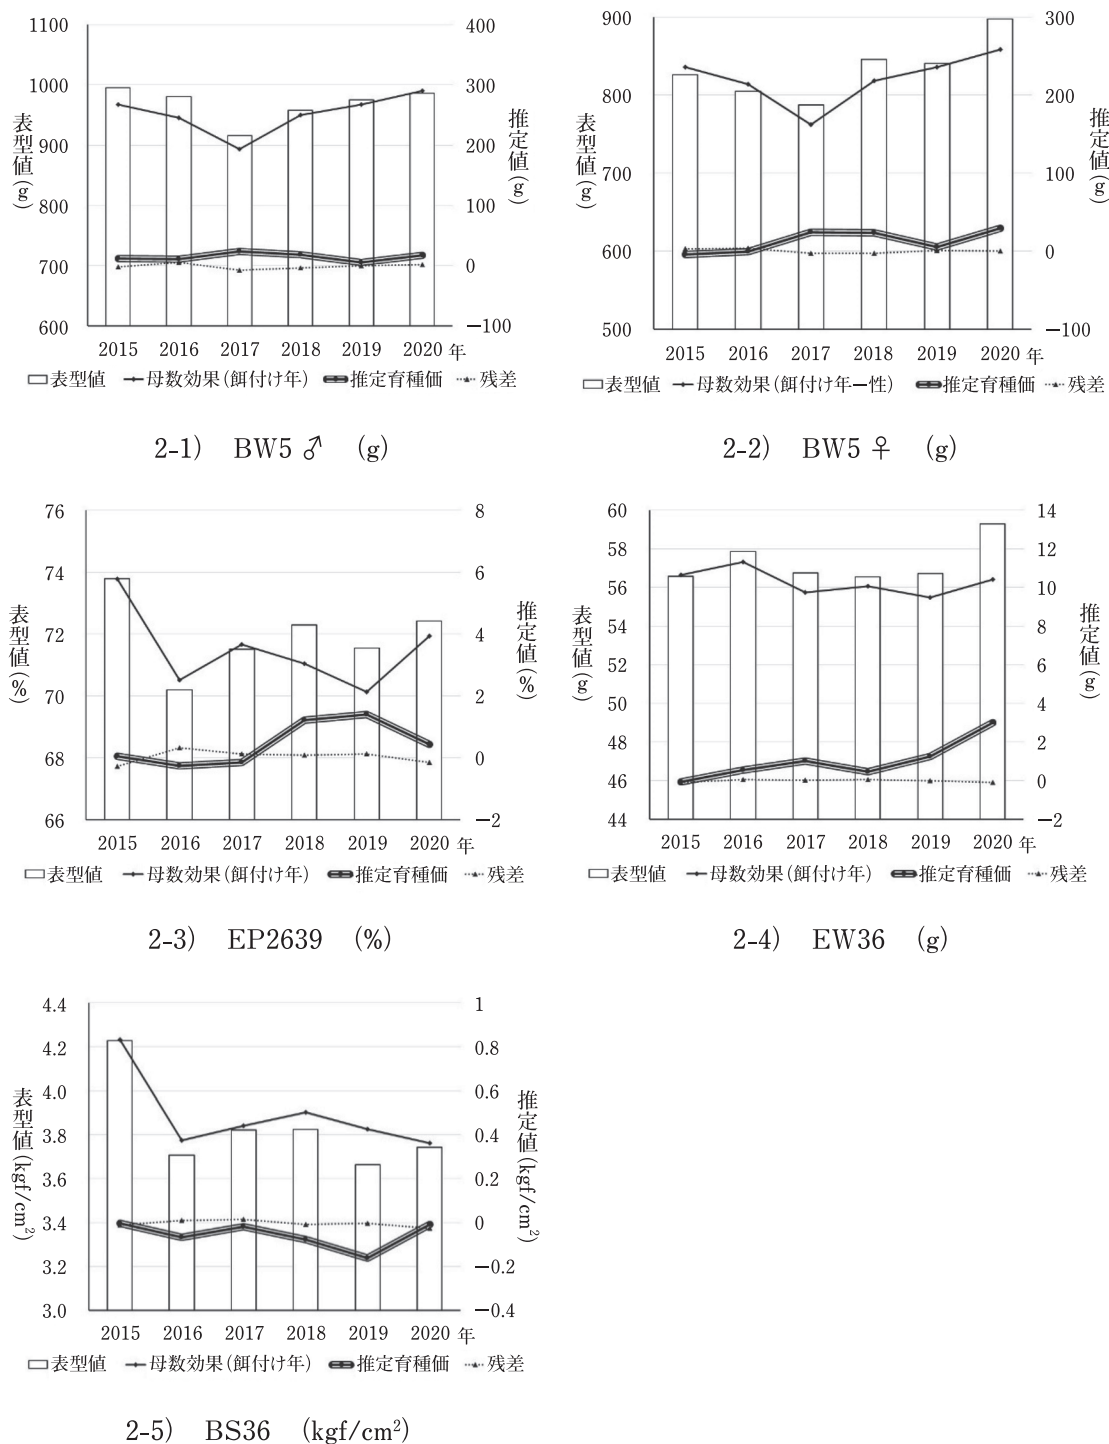 1100
1000
900
800
700
600
表型値(g)
400
300
200
100
0
−100
推定値(g)
2015 2016 2017 2018 2019 2020 年
表型値 母数効果(餌付け年) 推定育種価 残差
2-1) BW5♂ (g)
900
800
700
600
500
表型値(g)
300
200
100
0
−100
推定値(g)
2015 2016 2017 2018 2019 2020 年
表型値 母数効果(餌付け年−性) 推定育種価 残差
2-2) BW5♀ (g)
76
74
72
70
68
66
表型値(%)
8
6
4
2
0
−2
推定値(%)
2015 2016 2017 2018 2019 2020 年
表型値 母数効果(餌付け年) 推定育種価 残差
2-3) EP2639 (%)
60
58
56
54
52
50
48
46
44
表型値(g)
14
12
10
8
6
4
2
0
−2
推定値(g)
2015 2016 2017 2018 2019 2020 年
表型値 母数効果(餌付け年) 推定育種価 残差
2-4) EW36 (g)
4.4
4.2
4.0
3.8
3.6
3.4
3.2
3.0
表型値(kgf/cm²)
1
0.8
0.6
0.4
0.2
0
−0.2
−0.4
推定値(kgf/cm²)
2015 2016 2017 2018 2019 2020 年
表型値 母数効果(餌付け年) 推定育種価 残差
2-5) BS36 (kgf/cm²)